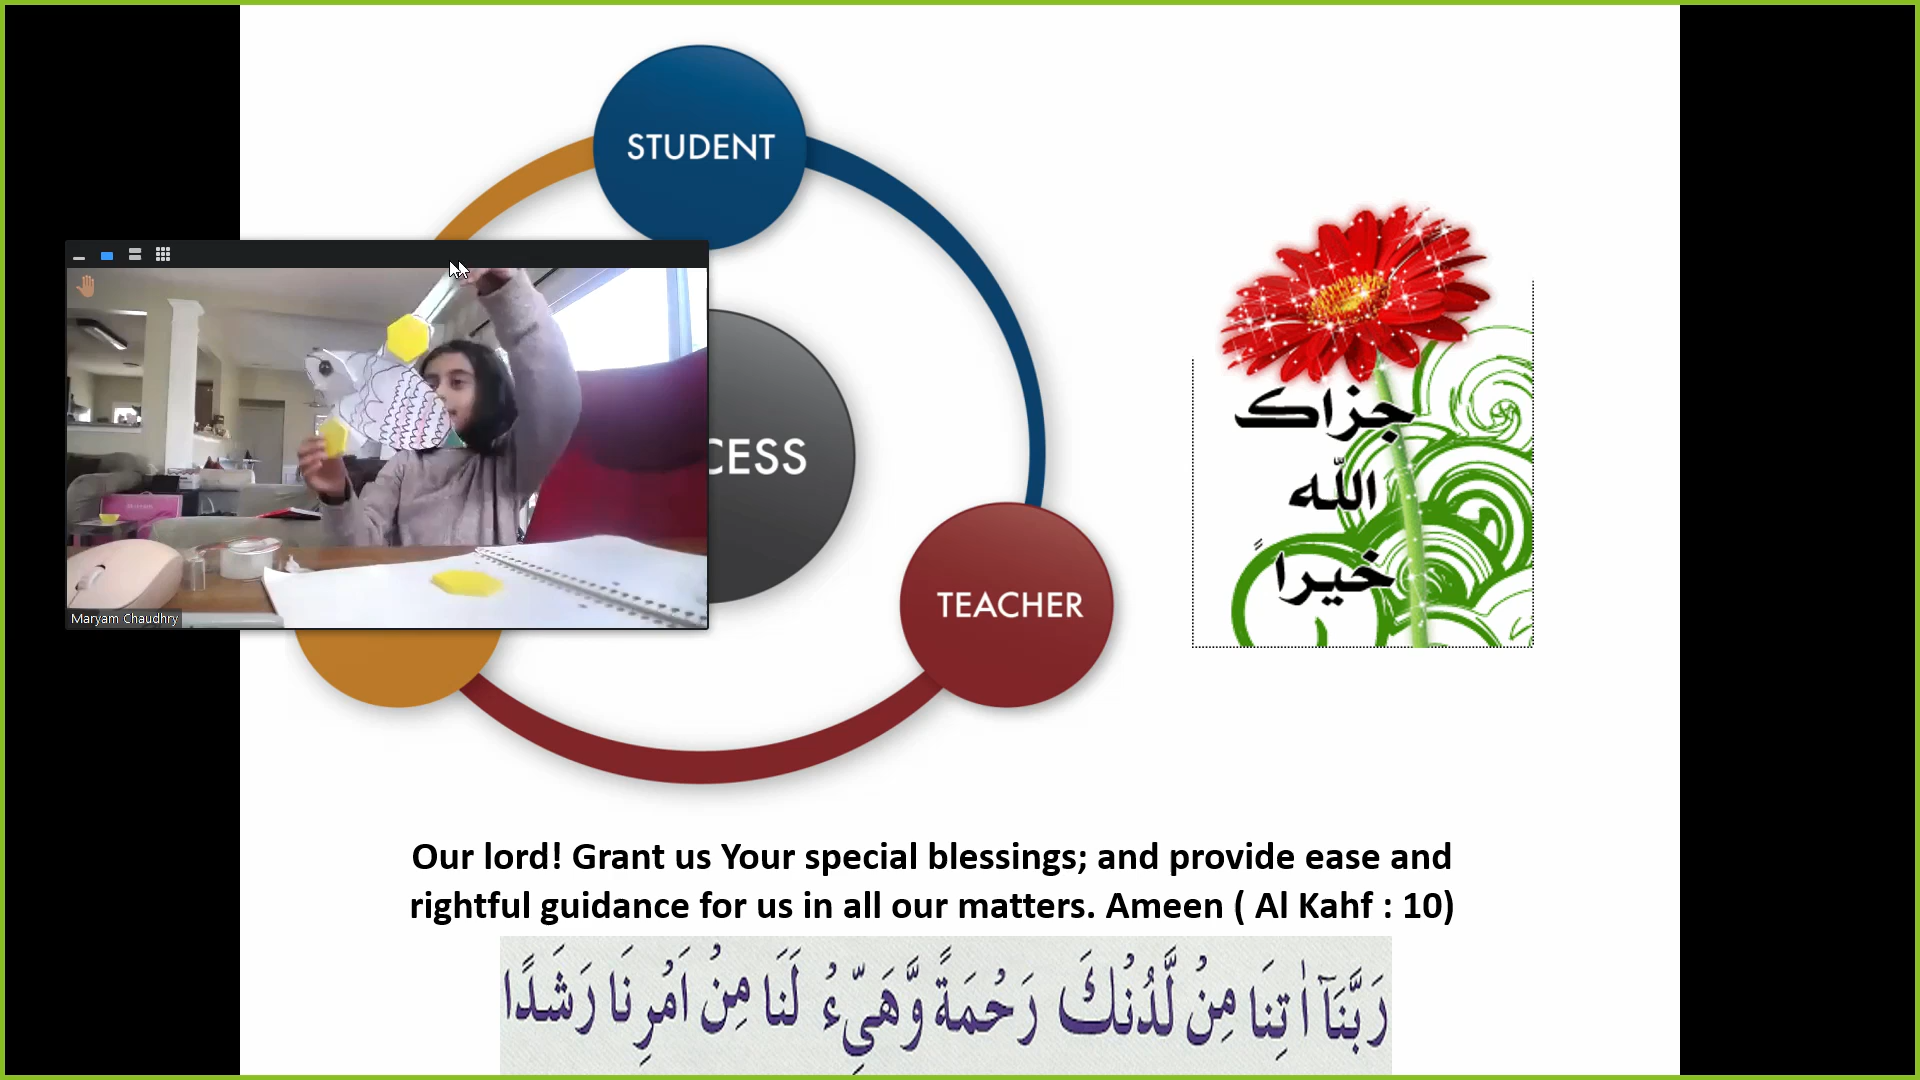 STUDENT
CESS
TEACHER
Maryam Chaudhry
جزاك
الله
خيراً
Our lord! Grant us Your special blessings; and provide ease and
rightful guidance for us in all our matters. Ameen ( Al Kahf : 10)
رَبَّنَآ اٰتِنَا مِنْ لَّدُنْكَ رَحْمَةً وَّهَيِّئْ لَنَا مِنْ اَمْرِنَا رَشَدًا